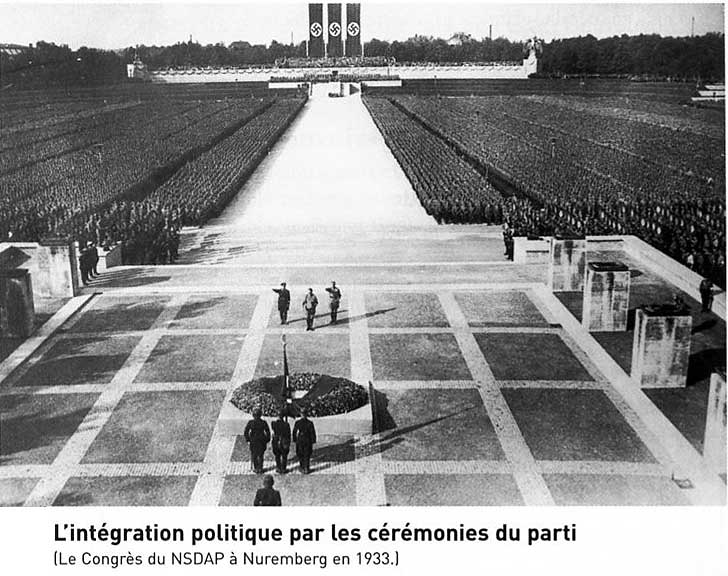 L'intégration politique par les cérémonies du parti
(Le Congrès du NSDAP à Nuremberg en 1933.)